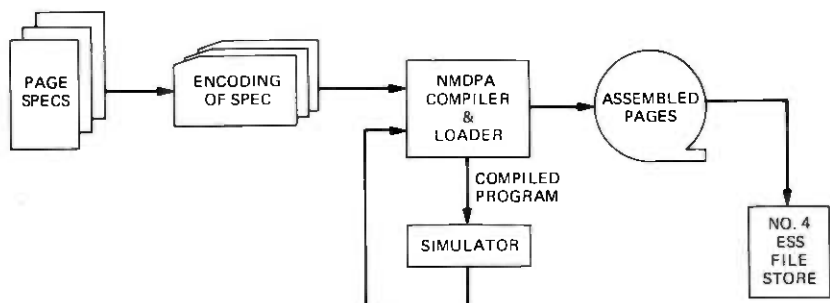 PAGE
SPECS
ENCODING
OF SPEC
NMDPA
COMPILER
&
LOADER
ASSEMBLED
PAGES
COMPILED
PROGRAM
SIMULATOR
NO. 4
ESS
FILE
STORE